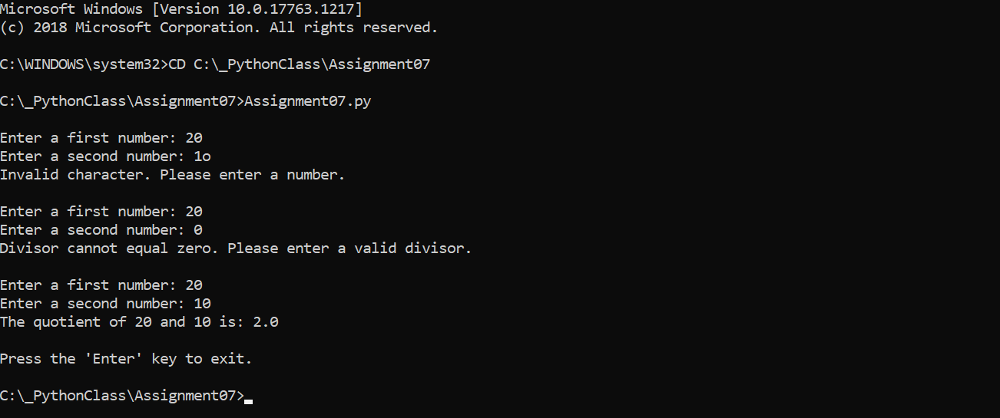 Microsoft Windows [Version 10.0.17763.1217]
(c) 2018 Microsoft Corporation. All rights reserved.
C:\WINDOWS\system32>CD C:\_PythonClass\Assignment07
C:\_PythonClass\Assignment07>Assignment07.py
Enter a first number: 20
Enter a second number: 1o
Invalid character. Please enter a number.
Enter a first number: 20
Enter a second number: 0
Divisor cannot equal zero. Please enter a valid divisor.
Enter a first number: 20
Enter a second number: 10
The quotient of 20 and 10 is: 2.0
Press the 'Enter' key to exit.
C:\_PythonClass\Assignment07>